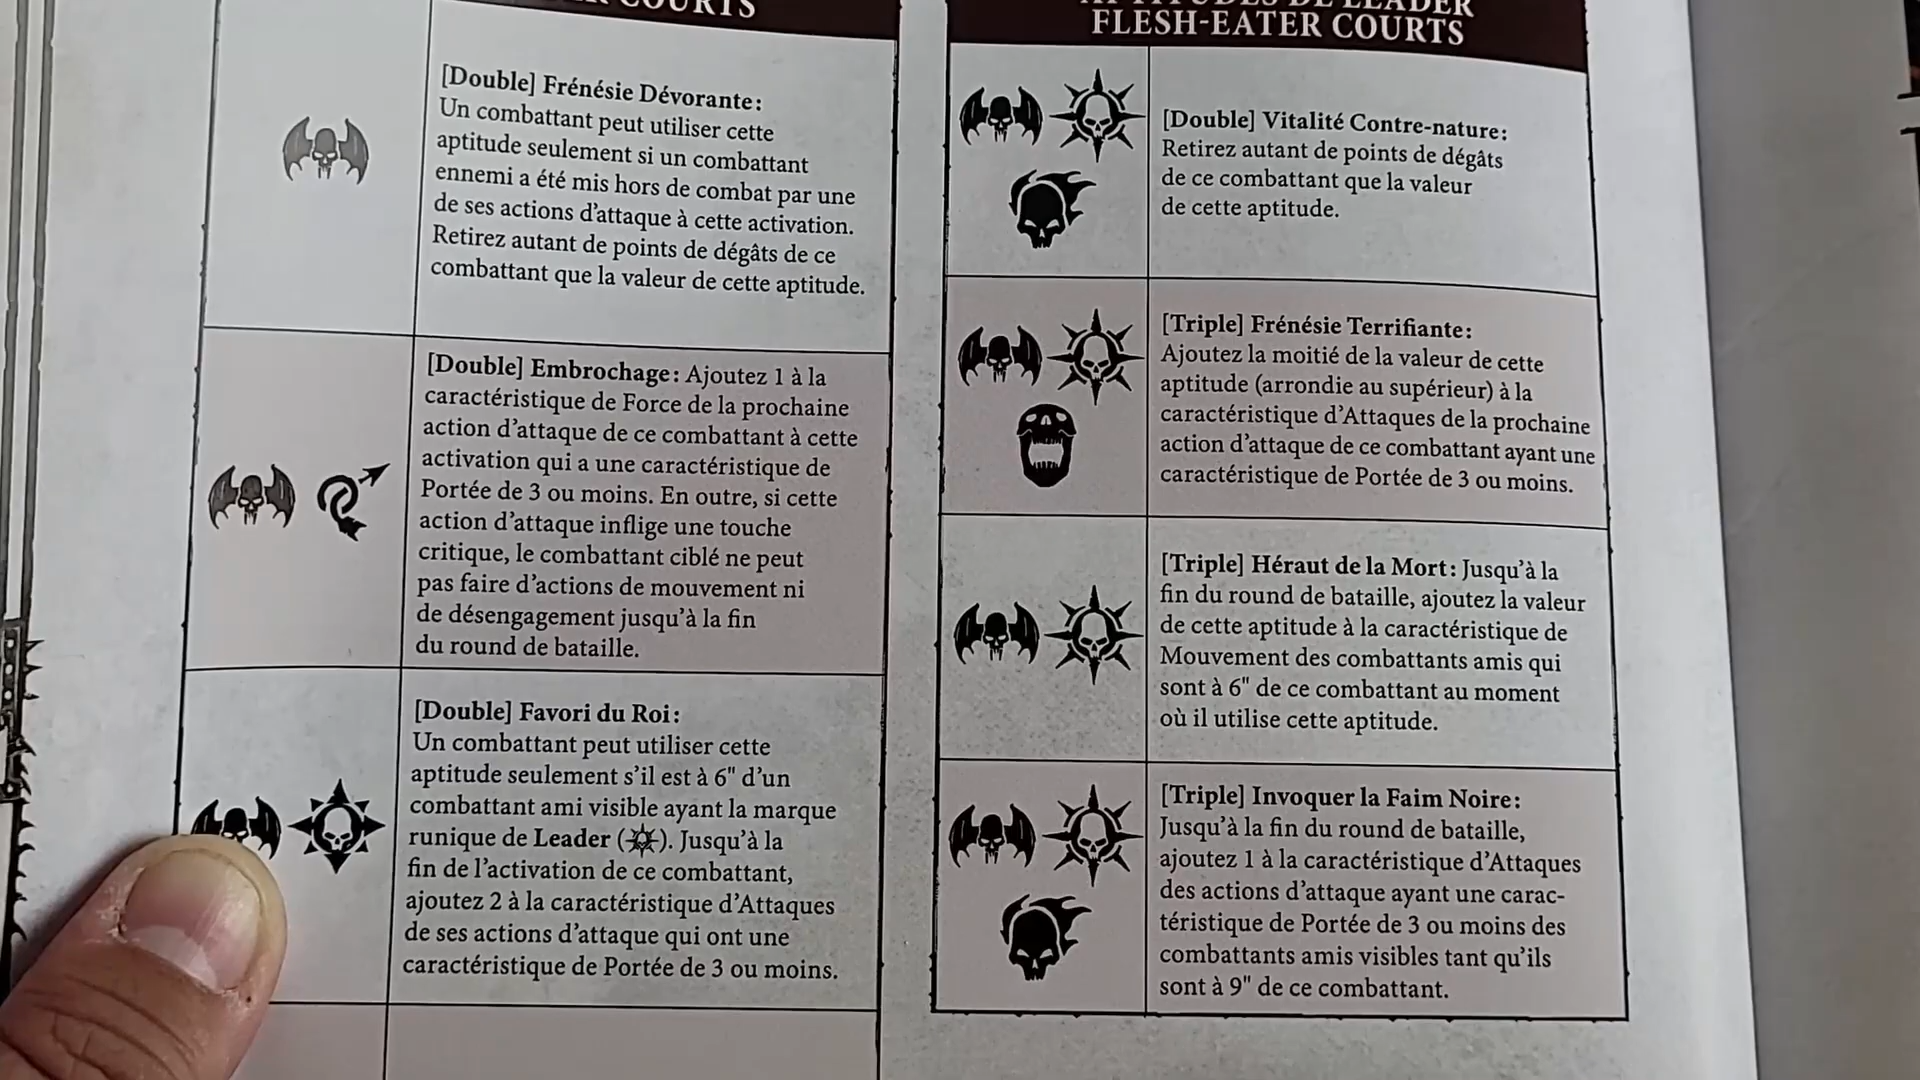 COURTS
[Double] Frénésie Dévorante:
Un combattant peut utiliser cette
aptitude seulement si un combattant
ennemi a été mis hors de combat par une
de ses actions d'attaque à cette activation.
Retirez autant de points de dégâts de ce
combattant que la valeur de cette aptitude.
[Double] Embrochage: Ajoutez 1 à la
caractéristique de Force de la prochaine
action d'attaque de ce combattant à cette
activation qui a une caractéristique de
Portée de 3 ou moins. En outre, si cette
action d'attaque inflige une touche
critique, le combattant ciblé ne peut
pas faire d'actions de mouvement ni
de désengagement jusqu'à la fin
du round de bataille.
[Double] Favori du Roi:
Un combattant peut utiliser cette
aptitude seulement s'il est à 6" d'un
combattant ami visible ayant la marque
runique de Leader ( ). Jusqu'à la
fin de l'activation de ce combattant,
ajoutez 2 à la caractéristique d'Attaques
de ses actions d'attaque qui ont une
caractéristique de Portée de 3 ou moins.
APTITUDES DE LEADER
FLESH-EATER COURTS
[Double] Vitalité Contre-nature:
Retirez autant de points de dégâts
de ce combattant que la valeur
de cette aptitude.
[Triple] Frénésie Terrifiante:
Ajoutez la moitié de la valeur de cette
aptitude (arrondie au supérieur) à la
caractéristique d'Attaques de la prochaine
action d'attaque de ce combattant ayant une
caractéristique de Portée de 3 ou moins.
[Triple] Héraut de la Mort: Jusqu'à la
fin du round de bataille, ajoutez la valeur
de cette aptitude à la caractéristique de
Mouvement des combattants amis qui
sont à 6" de ce combattant au moment
où il utilise cette aptitude.
[Triple] Invoquer la Faim Noire:
Jusqu'à la fin du round de bataille,
ajoutez 1 à la caractéristique d'Attaques
des actions d'attaque ayant une carac-
téristique de Portée de 3 ou moins des
combattants amis visibles tant qu'ils
sont à 9" de ce combattant.